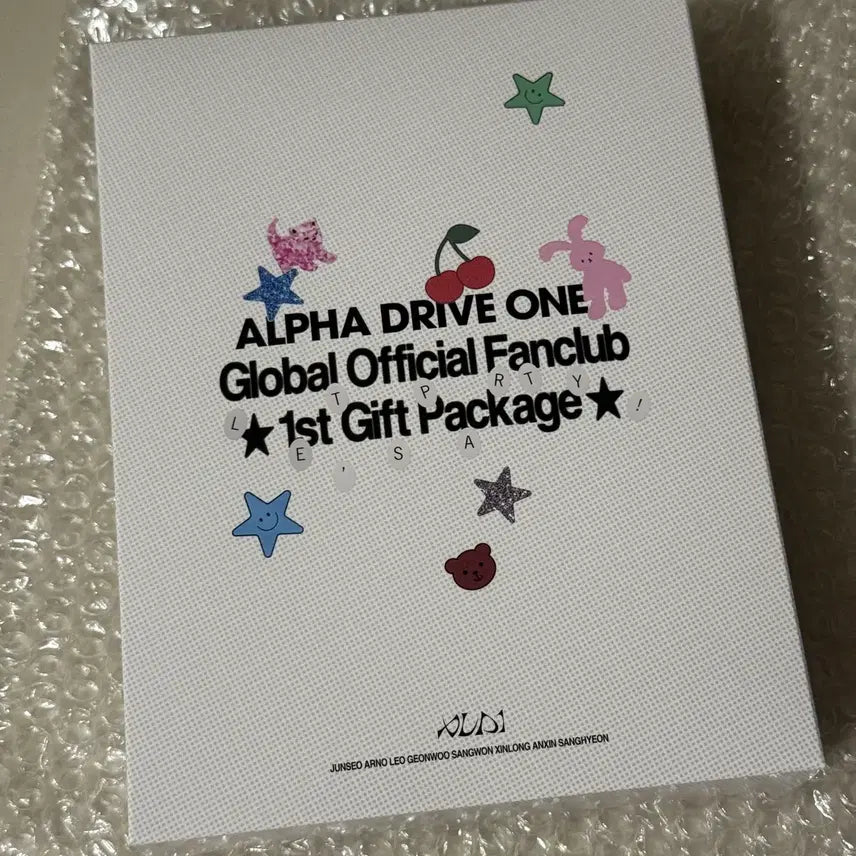 ALPHA DRIVE ONE
Global Official Fanclub
★1st Gift Package★
LET'S PARTY!
JUNSEO ARNO LEO GEONWOO SANGWON XINLONG ANXIN SANGHYEON